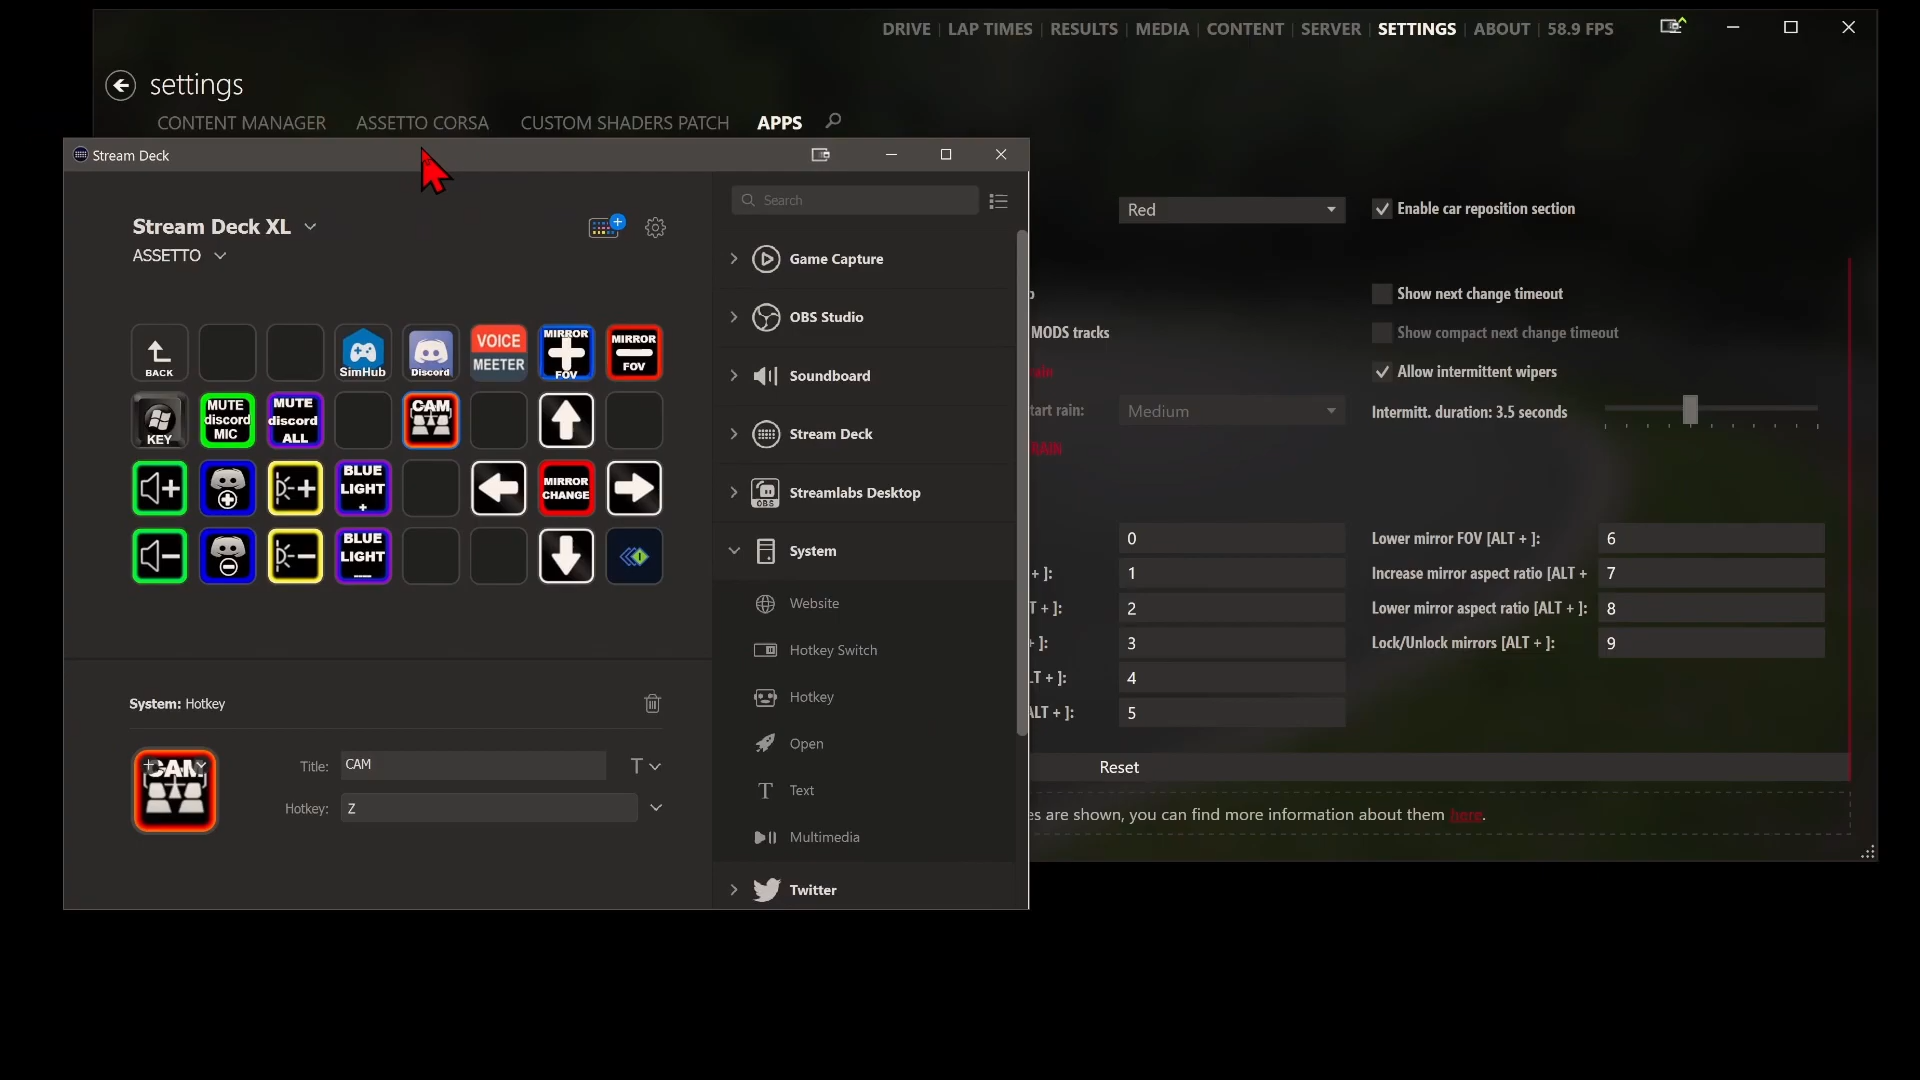 DRIVE | LAP TIMES | RESULTS | MEDIA | CONTENT | SERVER | SETTINGS | ABOUT | 58.9 FPS
settings
CONTENT MANAGER ASSETTO CORSA CUSTOM SHADERS PATCH APPS
Stream Deck
Search
Stream Deck XL
ASSETTO
BACK
SimHub
Discord
VOICE
MEETER
MIRROR
FOV
MIRROR
FOV
KEY
MUTE
discord
MIC
MUTE
discord
ALL
CAM
BLUE
LIGHT
+
MIRROR
CHANGE
BLUE
LIGHT
Game Capture
OBS Studio
Soundboard
Stream Deck
OBS
Streamlabs Desktop
System
Website
Hotkey Switch
Hotkey
Open
Text
Multimedia
Twitter
System: Hotkey
CAM
Title: CAM
T
Hotkey: Z
Red
Enable car reposition section
Show next change timeout
MODS tracks
Show compact next change timeout
Allow intermittent wipers
tart rain: Medium
Intermitt. duration: 3.5 seconds
RAIN
0
Lower mirror FOV [ALT + ]: 6
+ ]: 1
Increase mirror aspect ratio [ALT + 7
T + ]: 2
Lower mirror aspect ratio [ALT + ]: 8
+ ]: 3
Lock/Unlock mirrors [ALT + ]: 9
LT + ]: 4
ALT + ]: 5
Reset
es are shown, you can find more information about them here.